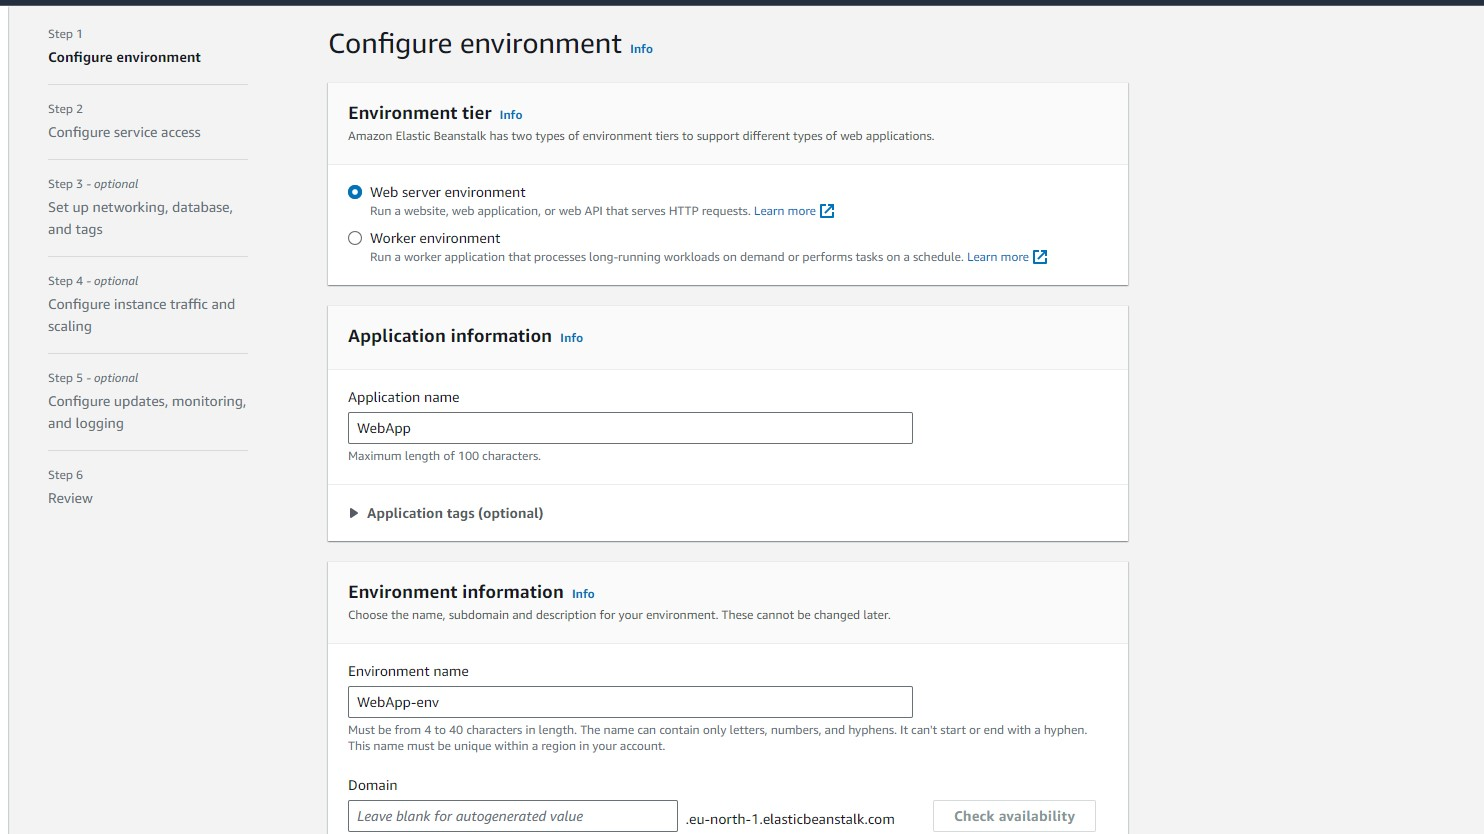 Step 1
Configure environment
Step 2
Configure service access
Step 3 - optional
Set up networking, database,
and tags
Step 4 - optional
Configure instance traffic and
scaling
Step 5 - optional
Configure updates, monitoring,
and logging
Step 6
Review
Configure environment Info
Environment tier Info
Amazon Elastic Beanstalk has two types of environment tiers to support different types of web applications.
Web server environment
Run a website, web application, or web API that serves HTTP requests. Learn more
Worker environment
Run a worker application that processes long-running workloads on demand or performs tasks on a schedule. Learn more
Application information Info
Application name
WebApp
Maximum length of 100 characters.
Application tags (optional)
Environment information Info
Choose the name, subdomain and description for your environment. These cannot be changed later.
Environment name
WebApp-env
Must be from 4 to 40 characters in length. The name can contain only letters, numbers, and hyphens. It can't start or end with a hyphen.
This name must be unique within a region in your account.
Domain
Leave blank for autogenerated value .eu-north-1.elasticbeanstalk.com Check availability